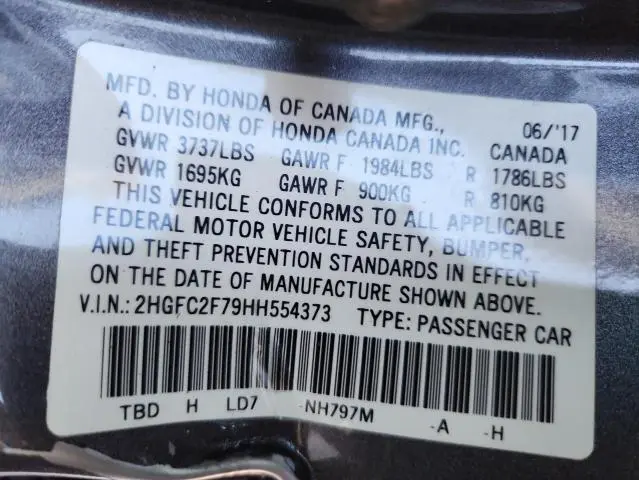 MFD. BY HONDA OF CANADA MFG., 06/'17
A DIVISION OF HONDA CANADA INC. CANADA
GVWR 3737LBS GAWR F 1984LBS R 1786LBS
GVWR 1695KG GAWR F 900KG R 810KG
THIS VEHICLE CONFORMS TO ALL APPLICABLE
FEDERAL MOTOR VEHICLE SAFETY, BUMPER,
AND THEFT PREVENTION STANDARDS IN EFFECT
ON THE DATE OF MANUFACTURE SHOWN ABOVE.
V.I.N.: 2HGFC2F79HH554373 TYPE: PASSENGER CAR
TBD H LD7 -NH797M -A -H